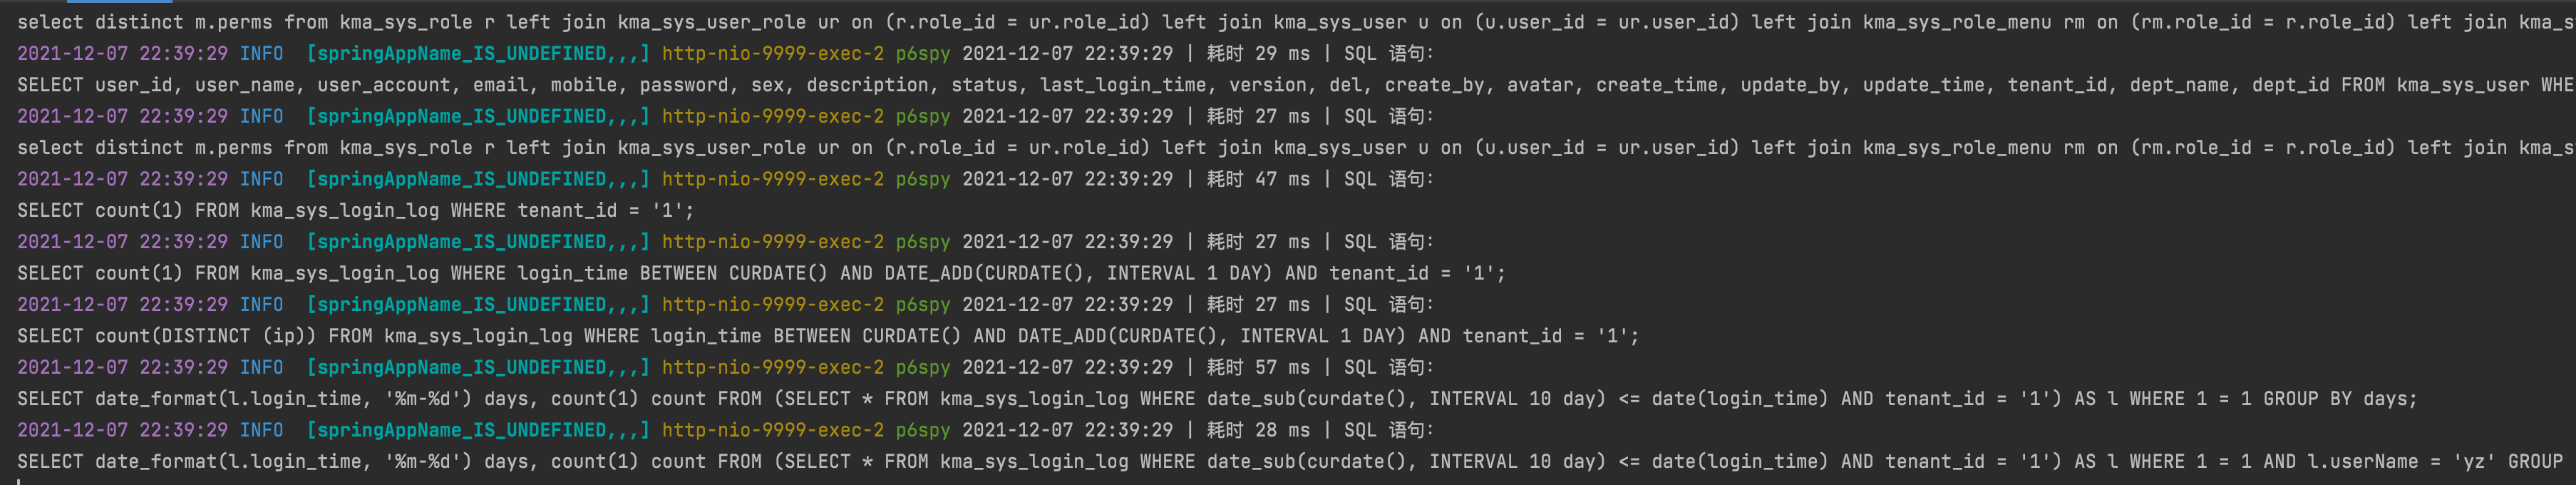 select distinct m.perms from kma_sys_role r left join kma_sys_user_role ur on (r.role_id = ur.role_id) left join kma_sys_user u on (u.user_id = ur.user_id) left join kma_sys_role_menu rm on (rm.role_id = r.role_id) left join kma_s
2021-12-07 22:39:29 INFO  [springAppName_IS_UNDEFINED,,,] http-nio-9999-exec-2 p6spy 2021-12-07 22:39:29 | 耗时 29 ms | SQL 语句:
SELECT user_id, user_name, user_account, email, mobile, password, sex, description, status, last_login_time, version, del, create_by, avatar, create_time, update_by, update_time, tenant_id, dept_name, dept_id FROM kma_sys_user WHE
2021-12-07 22:39:29 INFO  [springAppName_IS_UNDEFINED,,,] http-nio-9999-exec-2 p6spy 2021-12-07 22:39:29 | 耗时 27 ms | SQL 语句:
select distinct m.perms from kma_sys_role r left join kma_sys_user_role ur on (r.role_id = ur.role_id) left join kma_sys_user u on (u.user_id = ur.user_id) left join kma_sys_role_menu rm on (rm.role_id = r.role_id) left join kma_s
2021-12-07 22:39:29 INFO  [springAppName_IS_UNDEFINED,,,] http-nio-9999-exec-2 p6spy 2021-12-07 22:39:29 | 耗时 47 ms | SQL 语句:
SELECT count(1) FROM kma_sys_login_log WHERE tenant_id = '1';
2021-12-07 22:39:29 INFO  [springAppName_IS_UNDEFINED,,,] http-nio-9999-exec-2 p6spy 2021-12-07 22:39:29 | 耗时 27 ms | SQL 语句:
SELECT count(1) FROM kma_sys_login_log WHERE login_time BETWEEN CURDATE() AND DATE_ADD(CURDATE(), INTERVAL 1 DAY) AND tenant_id = '1';
2021-12-07 22:39:29 INFO  [springAppName_IS_UNDEFINED,,,] http-nio-9999-exec-2 p6spy 2021-12-07 22:39:29 | 耗时 27 ms | SQL 语句:
SELECT count(DISTINCT (ip)) FROM kma_sys_login_log WHERE login_time BETWEEN CURDATE() AND DATE_ADD(CURDATE(), INTERVAL 1 DAY) AND tenant_id = '1';
2021-12-07 22:39:29 INFO  [springAppName_IS_UNDEFINED,,,] http-nio-9999-exec-2 p6spy 2021-12-07 22:39:29 | 耗时 57 ms | SQL 语句:
SELECT date_format(l.login_time, '%m-%d') days, count(1) count FROM (SELECT * FROM kma_sys_login_log WHERE date_sub(curdate(), INTERVAL 10 day) <= date(login_time) AND tenant_id = '1') AS l WHERE 1 = 1 GROUP BY days;
2021-12-07 22:39:29 INFO  [springAppName_IS_UNDEFINED,,,] http-nio-9999-exec-2 p6spy 2021-12-07 22:39:29 | 耗时 28 ms | SQL 语句:
SELECT date_format(l.login_time, '%m-%d') days, count(1) count FROM (SELECT * FROM kma_sys_login_log WHERE date_sub(curdate(), INTERVAL 10 day) <= date(login_time) AND tenant_id = '1') AS l WHERE 1 = 1 AND l.userName = 'yz' GROUP